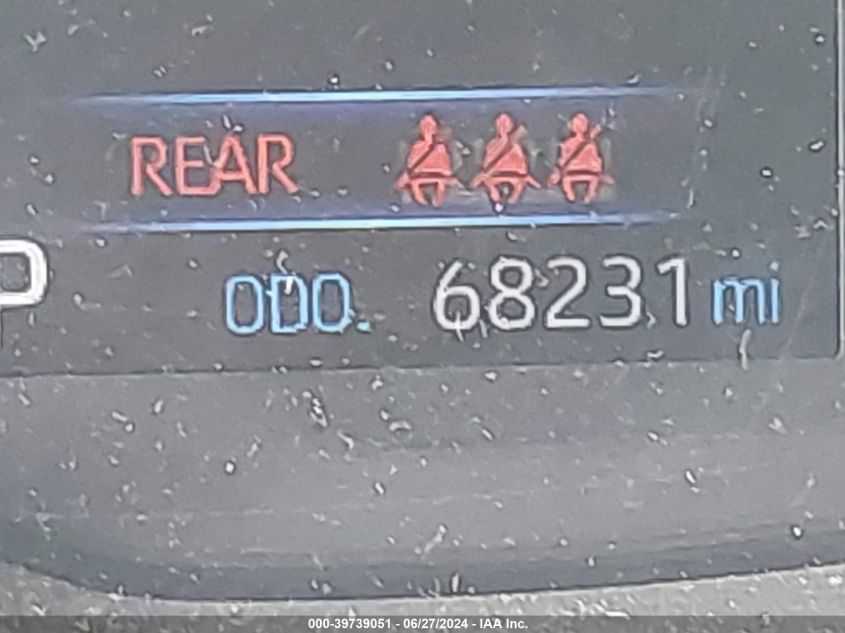 REAR
P
ODO. 68231 mi
000-39739051 - 06/27/2024 - IAA Inc.